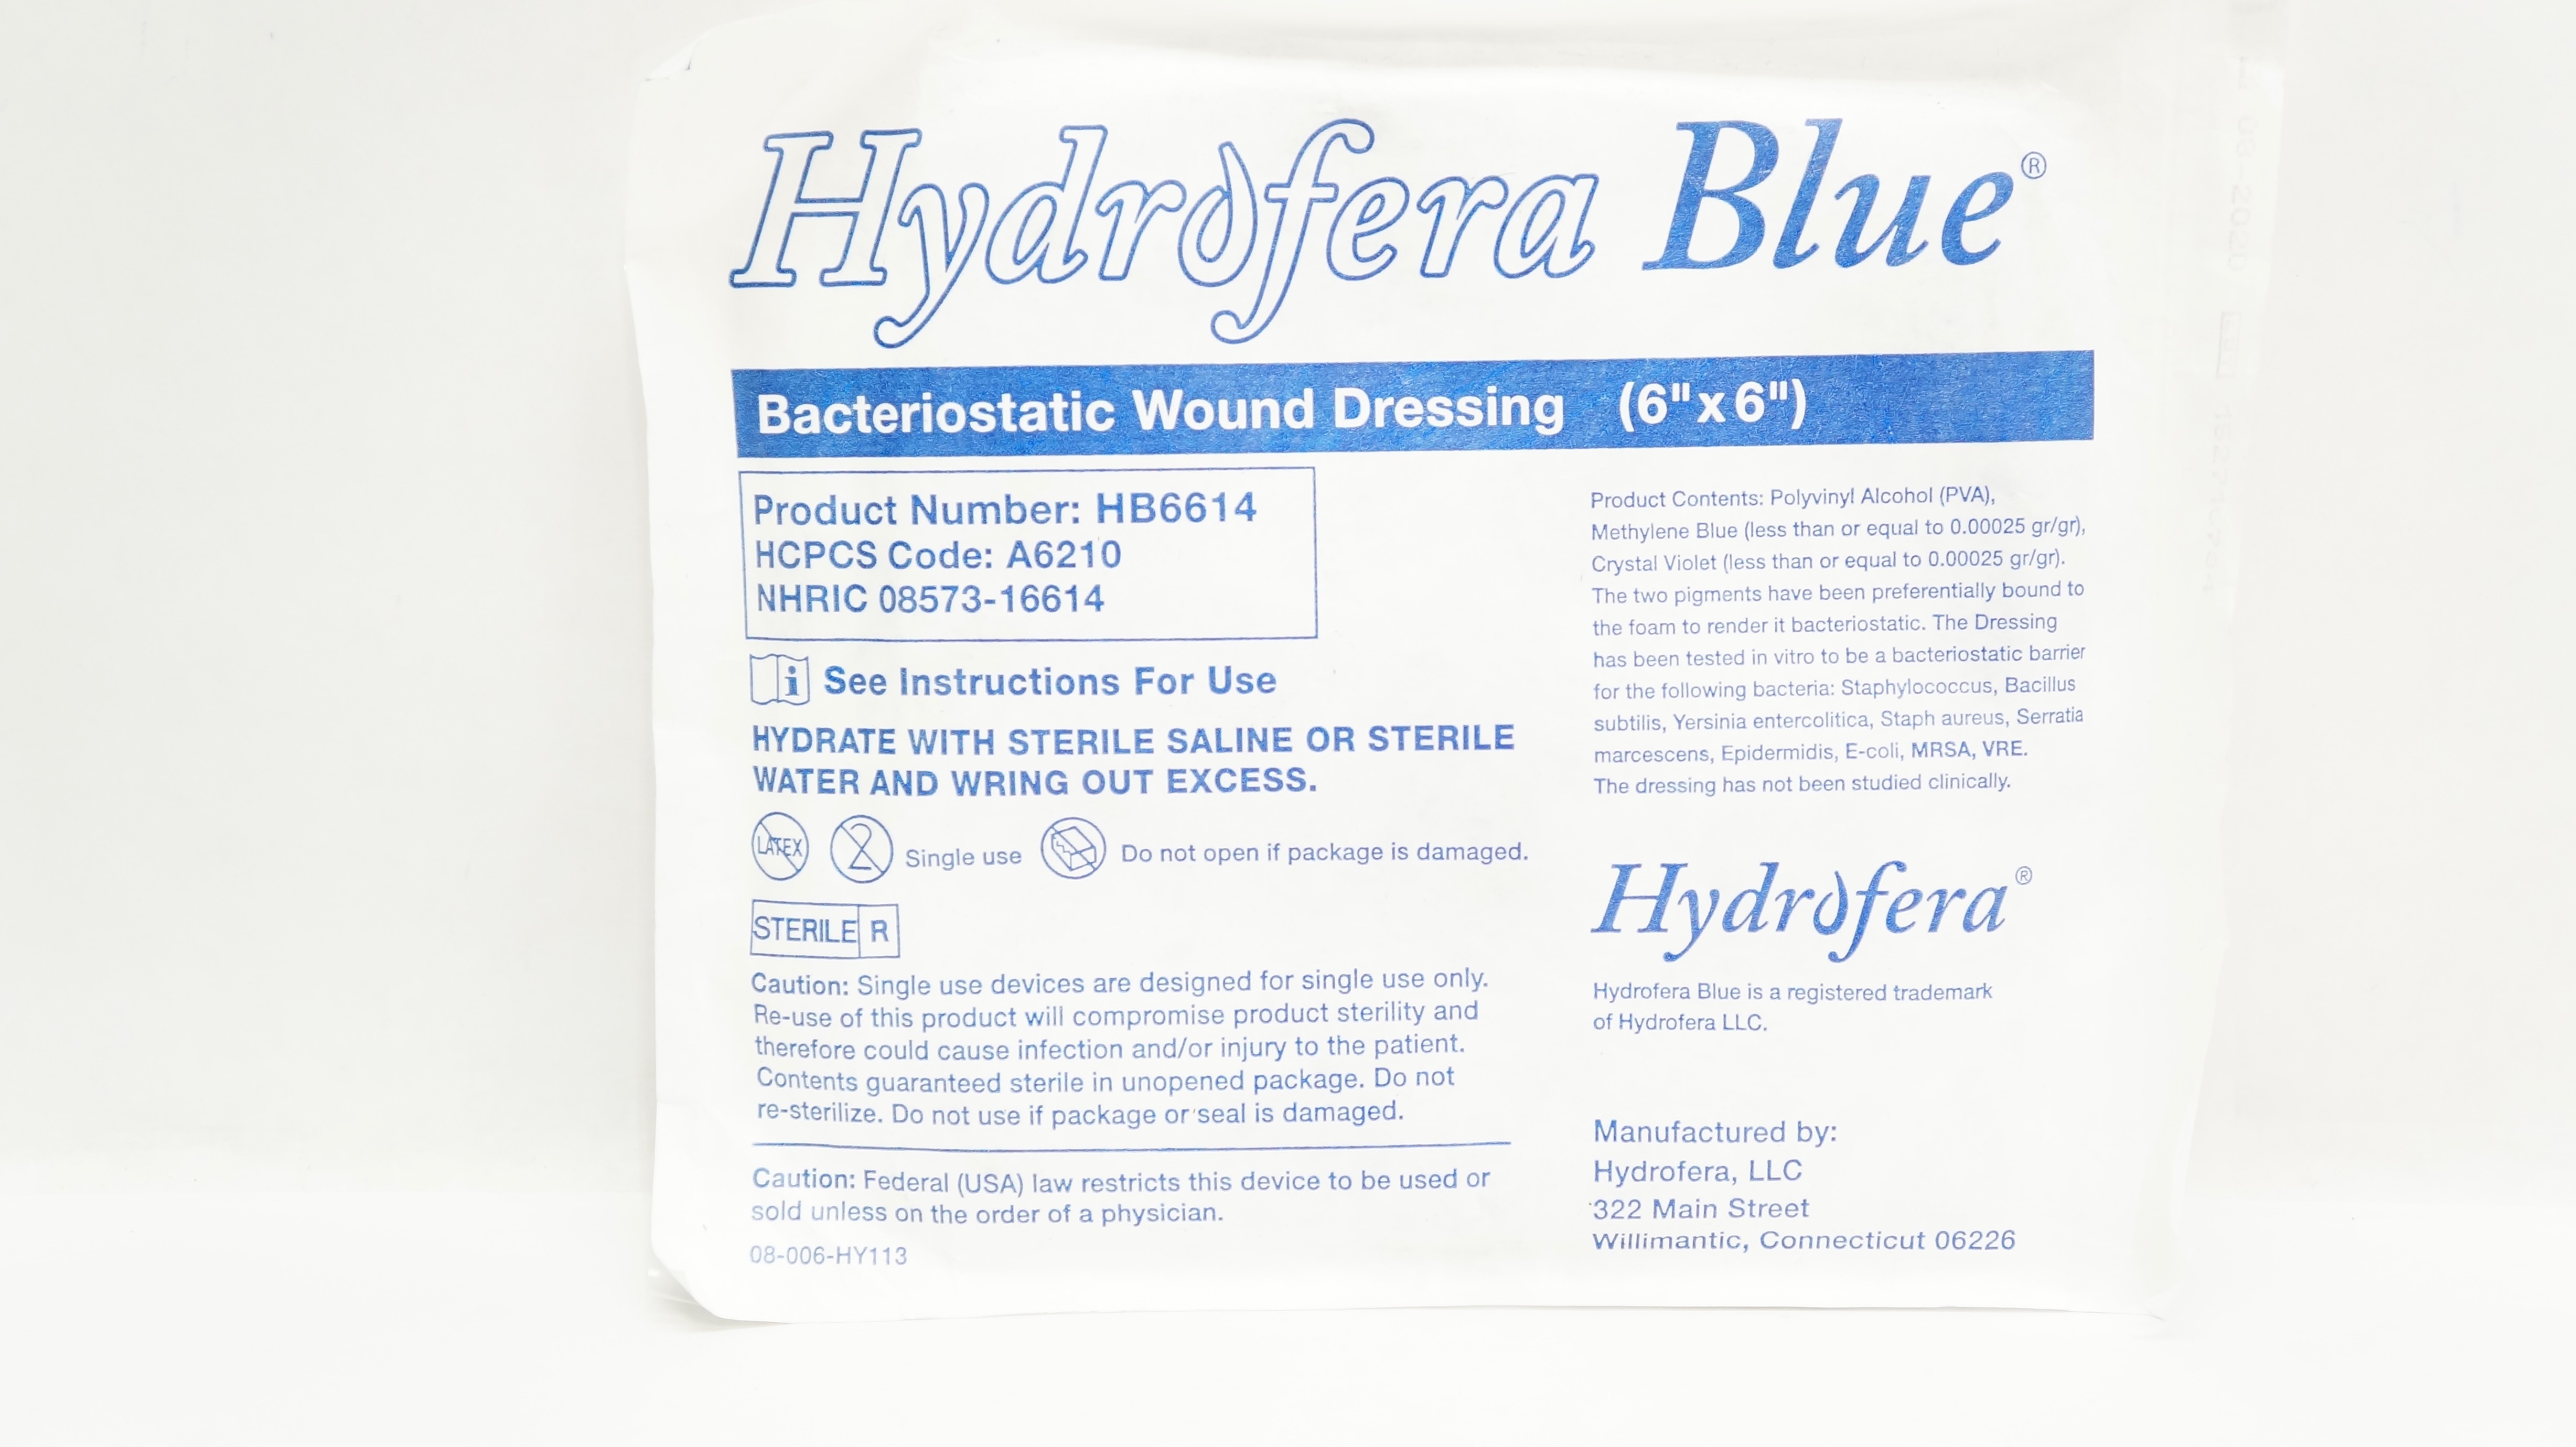 Hydrofera Blue®
Bacteriostatic Wound Dressing (6"x6")
Product Number: HB6614
HCPCS Code: A6210
NHRIC 08573-16614
i See Instructions For Use
HYDRATE WITH STERILE SALINE OR STERILE
WATER AND WRING OUT EXCESS.
LATEX 2 Single use Do not open if package is damaged.
STERILE R
Caution: Single use devices are designed for single use only.
Re-use of this product will compromise product sterility and
therefore could cause infection and/or injury to the patient.
Contents guaranteed sterile in unopened package. Do not
re-sterilize. Do not use if package or seal is damaged.
Caution: Federal (USA) law restricts this device to be used or
sold unless on the order of a physician.
08-006-HY113
Product Contents: Polyvinyl Alcohol (PVA),
Methylene Blue (less than or equal to 0.00025 gr/gr),
Crystal Violet (less than or equal to 0.00025 gr/gr).
The two pigments have been preferentially bound to
the foam to render it bacteriostatic. The Dressing
has been tested in vitro to be a bacteriostatic barrier
for the following bacteria: Staphylococcus, Bacillus
subtilis, Yersinia entercolitica, Staph aureus, Serratia
marcescens, Epidermidis, E-coli, MRSA, VRE.
The dressing has not been studied clinically.
Hydrofera®
Hydrofera Blue is a registered trademark
of Hydrofera LLC.
Manufactured by:
Hydrofera, LLC
322 Main Street
Willimantic, Connecticut 06226